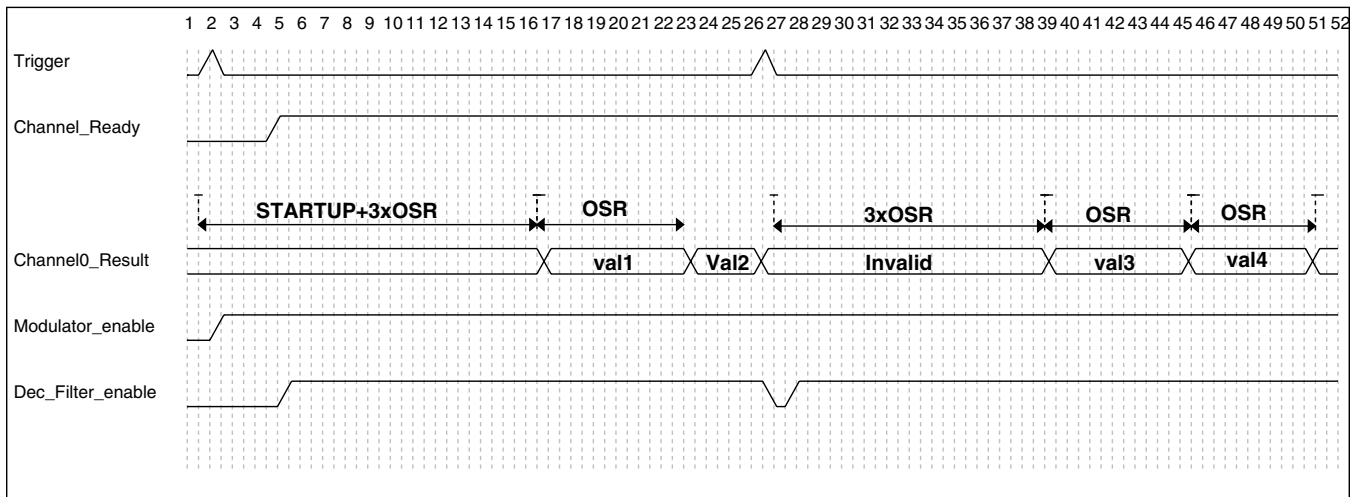 1 2 3 4 5 6 7 8 9 10 11 12 13 14 15 16 17 18 19 20 21 22 23 24 25 26 27 28 29 30 31 32 33 34 35 36 37 38 39 40 41 42 43 44 45 46 47 48 49 50 51 52
Trigger
Channel_Ready
STARTUP+3xOSR OSR 3xOSR OSR OSR
Channel0_Result val1 Val2 Invalid val3 val4
Modulator_enable
Dec_Filter_enable